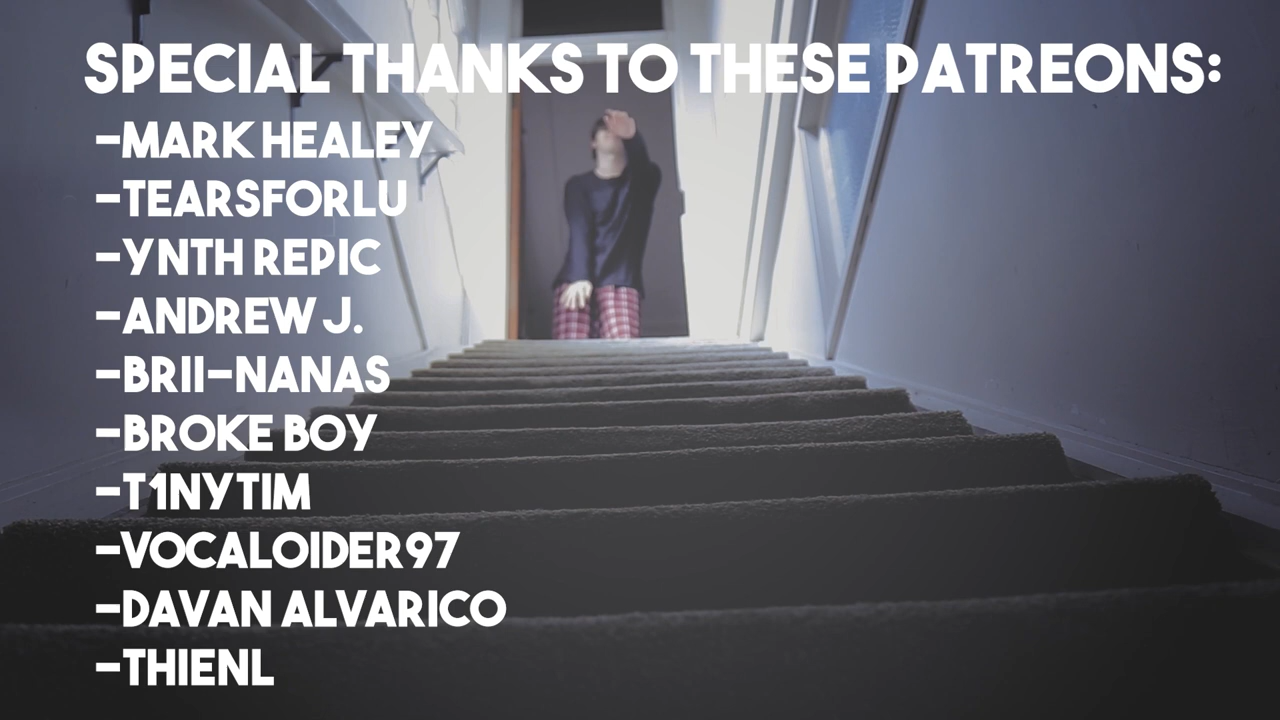 SPECIAL THANKS TO THESE PATREONS:
-MARK HEALEY
-TEARSFORLU
-YNTH REPIC
-ANDREW J.
-BRII-NANAS
-BROKE BOY
-T1NYTIM
-VOCALOIDER97
-DAVAN ALVARICO
-THIENL